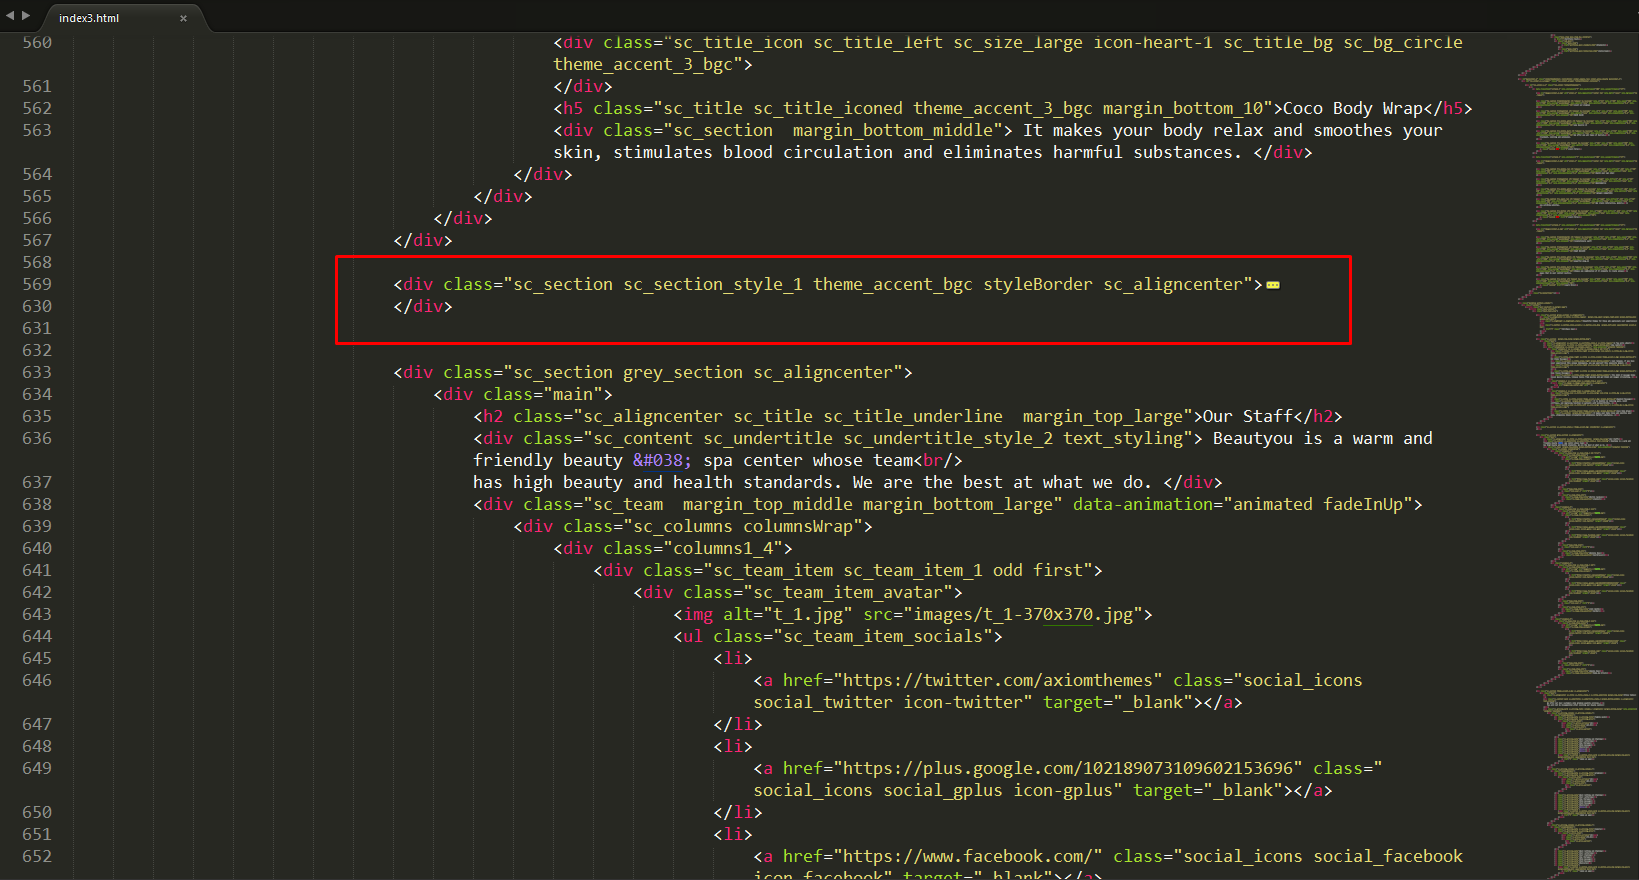 index3.html ×
560 <div class="sc_title_icon sc_title_left sc_size_large icon-heart-1 sc_title_bg sc_bg_circle
theme_accent_3_bgc">
561 </div>
562 <h5 class="sc_title sc_title_iconed theme_accent_3_bgc margin_bottom_10">Coco Body Wrap</h5>
563 <div class="sc_section  margin_bottom_middle"> It makes your body relax and smoothes your
skin, stimulates blood circulation and eliminates harmful substances. </div>
564 </div>
565 </div>
566 </div>
567 </div>
568
569 <div class="sc_section sc_section_style_1 theme_accent_bgc styleBorder sc_aligncenter">
630 </div>
631
632
633 <div class="sc_section grey_section sc_aligncenter">
634 <div class="main">
635 <h2 class="sc_aligncenter sc_title sc_title_underline  margin_top_large">Our Staff</h2>
636 <div class="sc_content sc_undertitle sc_undertitle_style_2 text_styling"> Beautyou is a warm and
friendly beauty &#038; spa center whose team<br/>
637 has high beauty and health standards. We are the best at what we do. </div>
638 <div class="sc_team  margin_top_middle margin_bottom_large" data-animation="animated fadeInUp">
639 <div class="sc_columns columnsWrap">
640 <div class="columns1_4">
641 <div class="sc_team_item sc_team_item_1 odd first">
642 <div class="sc_team_item_avatar">
643 <img alt="t_1.jpg" src="images/t_1-370x370.jpg">
644 <ul class="sc_team_item_socials">
645 <li>
646 <a href="https://twitter.com/axiomthemes" class="social_icons
social_twitter icon-twitter" target="_blank"></a>
647 </li>
648 <li>
649 <a href="https://plus.google.com/102189073109602153696" class="
social_icons social_gplus icon-gplus" target="_blank"></a>
650 </li>
651 <li>
652 <a href="https://www.facebook.com/" class="social_icons social_facebook
icon-facebook" target="_blank"></a>